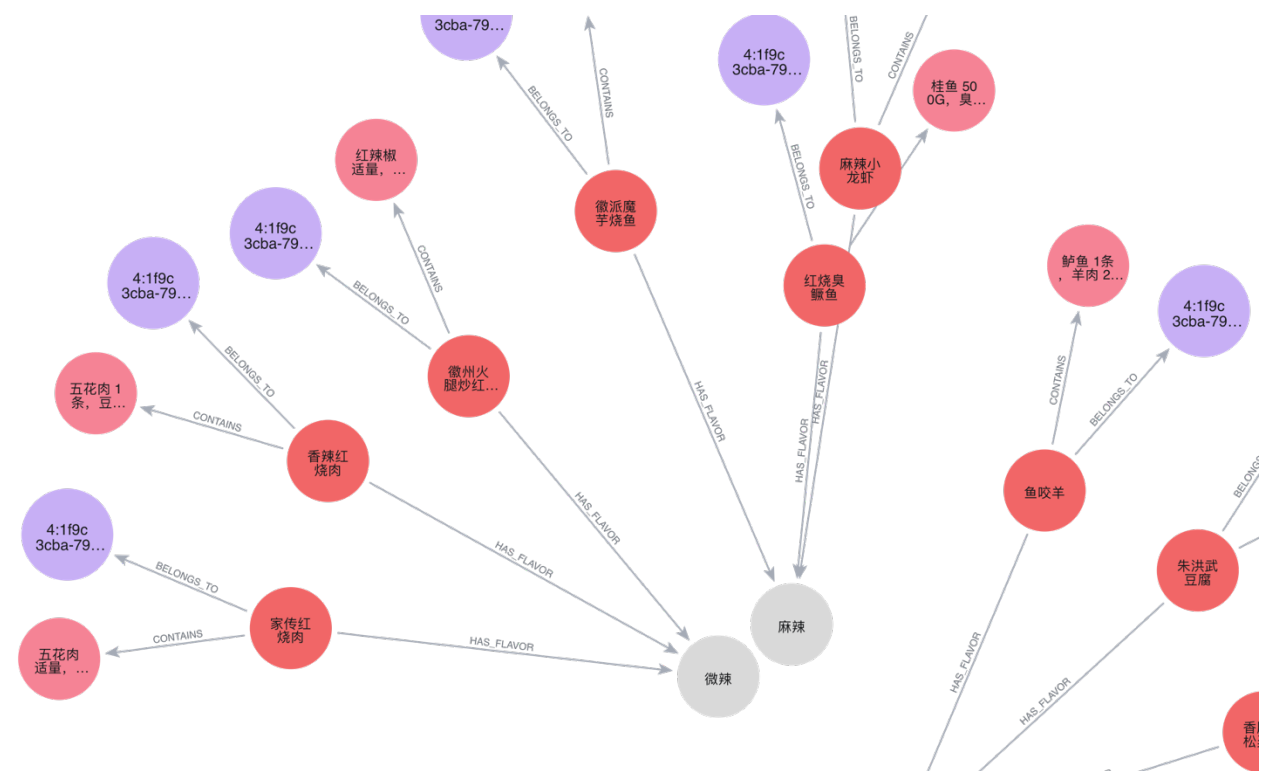 3cba-79…
BELONGS_TO
CONTAINS
4:1f9c
3cba-79…
BELONGS_TO
BELONGS_TO
CONTAINS
桂鱼 50
0G，臭…
麻辣小
龙虾
红辣椒
适量，…
徽派魔
芋烧鱼
4:1f9c
3cba-79…
CONTAINS
BELONGS_TO
徽州火
腿炒红…
HAS_FLAVOR
红烧臭
鳜鱼
HAS_FLAVOR
HAS_FLAVOR
HAS_FLAVOR
4:1f9c
3cba-79…
BELONGS_TO
五花肉 1
条，豆…
CONTAINS
香辣红
烧肉
HAS_FLAVOR
鲈鱼 1条
，羊肉 2…
4:1f9c
3cba-79…
CONTAINS
BELONGS_TO
鱼咬羊
HAS_FLAVOR
朱洪武
豆腐
HAS_FLAVOR
4:1f9c
3cba-79…
BELONGS_TO
五花肉
适量，…
CONTAINS
家传红
烧肉
HAS_FLAVOR
微辣
麻辣